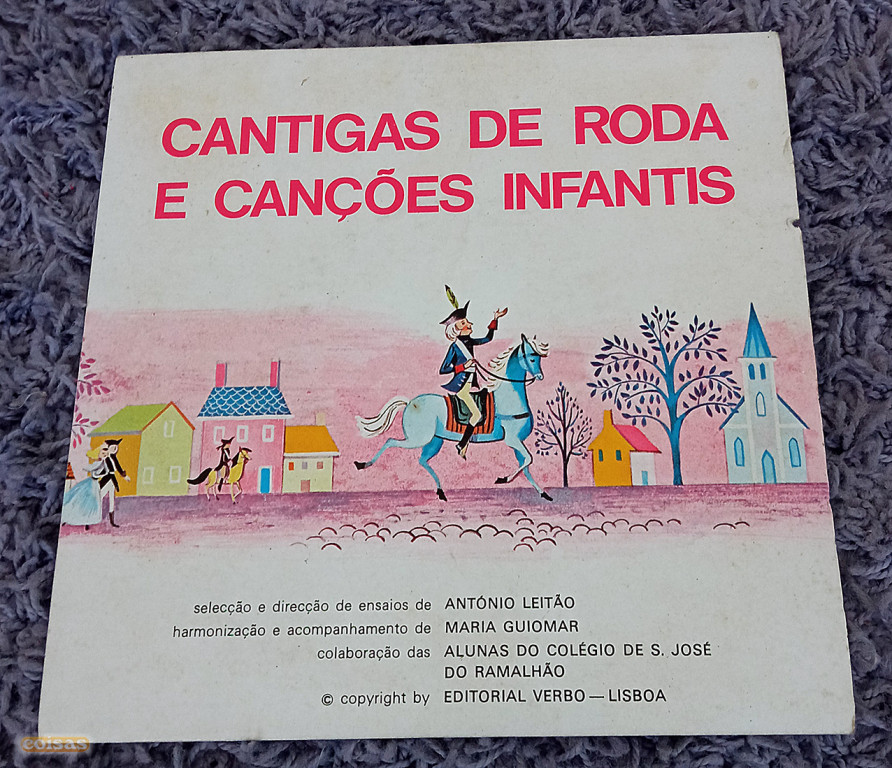 CANTIGAS DE RODA
E CANÇÕES INFANTIS
selecção e direcção de ensaios de ANTÓNIO LEITÃO
harmonização e acompanhamento de MARIA GUIOMAR
colaboração das ALUNAS DO COLÉGIO DE S. JOSÉ
DO RAMALHÃO
© copyright by EDITORIAL VERBO — LISBOA
coisas